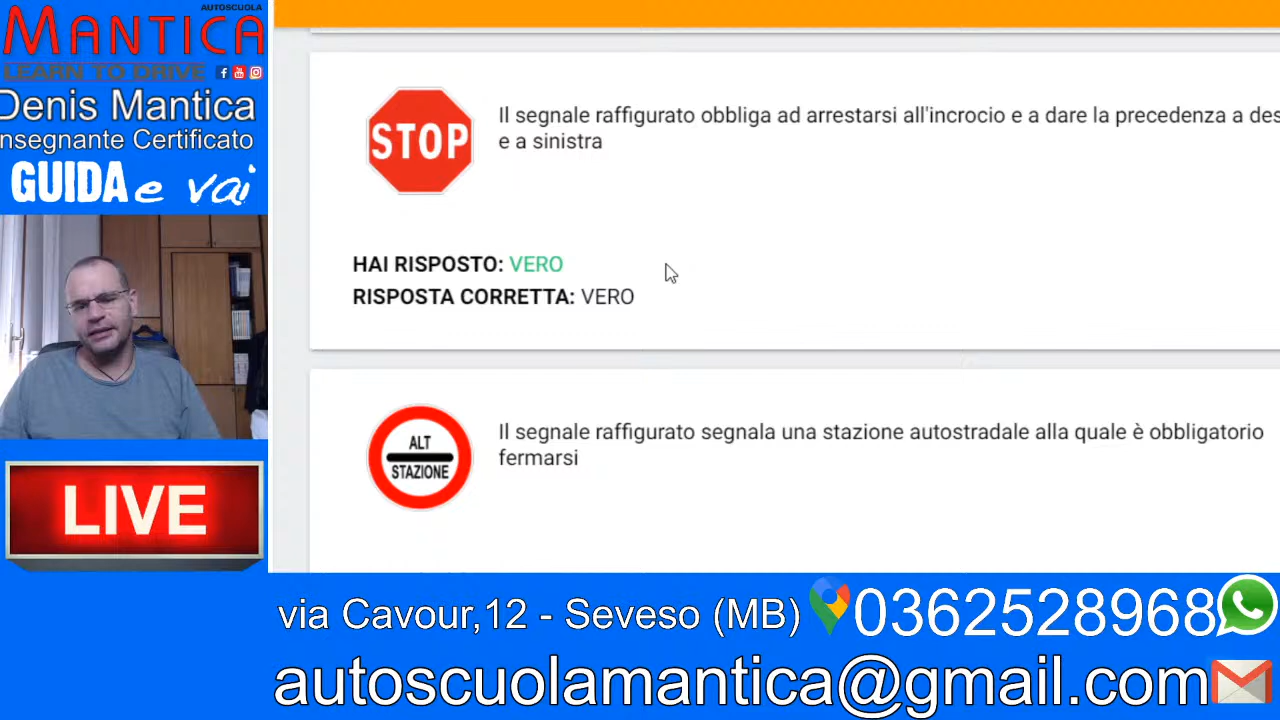 AUTOSCUOLA
MANTICA
LEARN TO DRIVE
Denis Mantica
nsegnante Certificato
GUIDA e vai
LIVE
STOP
Il segnale raffigurato obbliga ad arrestarsi all'incrocio e a dare la precedenza a des
e a sinistra
HAI RISPOSTO: VERO
RISPOSTA CORRETTA: VERO
ALT
STAZIONE
Il segnale raffigurato segnala una stazione autostradale alla quale è obbligatorio
fermarsi
via Cavour,12 - Seveso (MB) 0362528968
autoscuolamantica@gmail.com